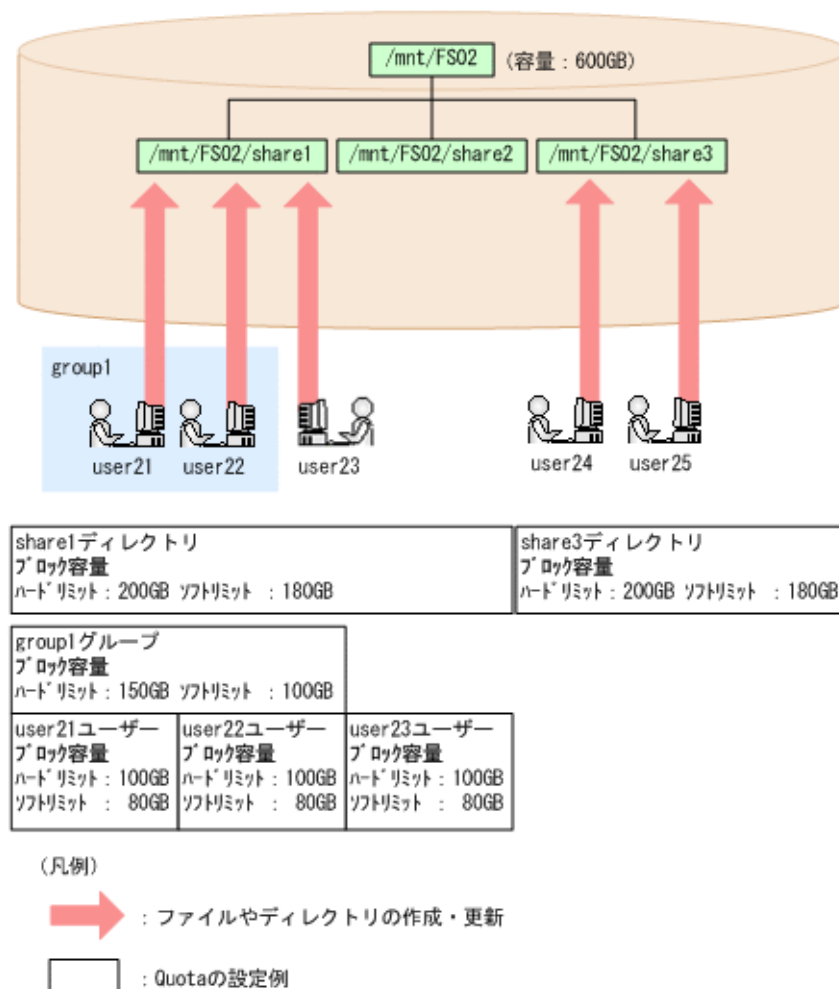 /mnt/FS02 (容量:600GB)
/mnt/FS02/share1 /mnt/FS02/share2 /mnt/FS02/share3
group1
user21 user22 user23 user24 user25
share1ディレクトリ
ブロック容量
ハードリミット:200GB ソフトリミット :180GB
share3ディレクトリ
ブロック容量
ハードリミット:200GB ソフトリミット :180GB
group1グループ
ブロック容量
ハードリミット:150GB ソフトリミット :100GB
user21ユーザー
ブロック容量
ハードリミット:100GB
ソフトリミット : 80GB
user22ユーザー
ブロック容量
ハードリミット:100GB
ソフトリミット : 80GB
user23ユーザー
ブロック容量
ハードリミット:100GB
ソフトリミット : 80GB
(凡例)
:ファイルやディレクトリの作成・更新
:Quotaの設定例